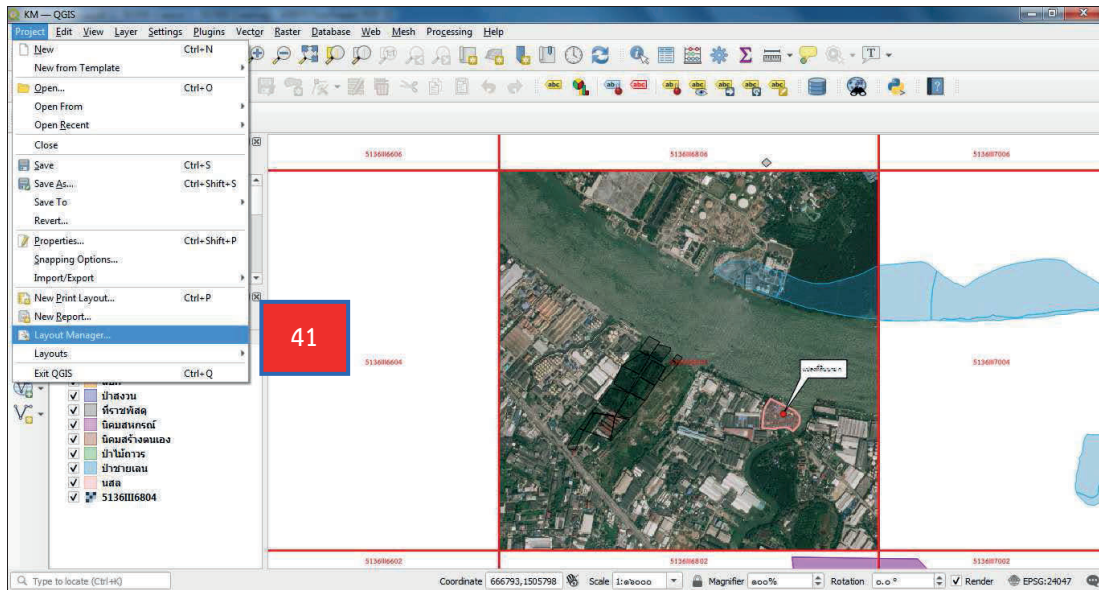 KM — QGIS
Project Edit View Layer Settings Plugins Vector Raster Database Web Mesh Processing Help
New Ctrl+N
New from Template
Open... Ctrl+O
Open From
Open Recent
Close
Save Ctrl+S
Save As... Ctrl+Shift+S
Save To
Revert...
Properties... Ctrl+Shift+P
Snapping Options...
Import/Export
New Print Layout... Ctrl+P
New Report...
Layout Manager...
Layouts
Exit QGIS Ctrl+Q
41
ป่าสงวน
ที่ราชพัสดุ
นิคมสหกรณ์
นิคมสร้างตนเอง
ป่าไม้ถาวร
ป่าชายเลน
นสล
5136III6804
5136III6606 5136III6806 5136III7006
5136III6604 5136III7004
5136III6602 5136III6802 5136III7002
Type to locate (Ctrl+K) Coordinate 666793,1505798 Scale 1:๑๖๐๐๐ Magnifier ๑๐๐% Rotation ๐.๐ ° Render EPSG:24047